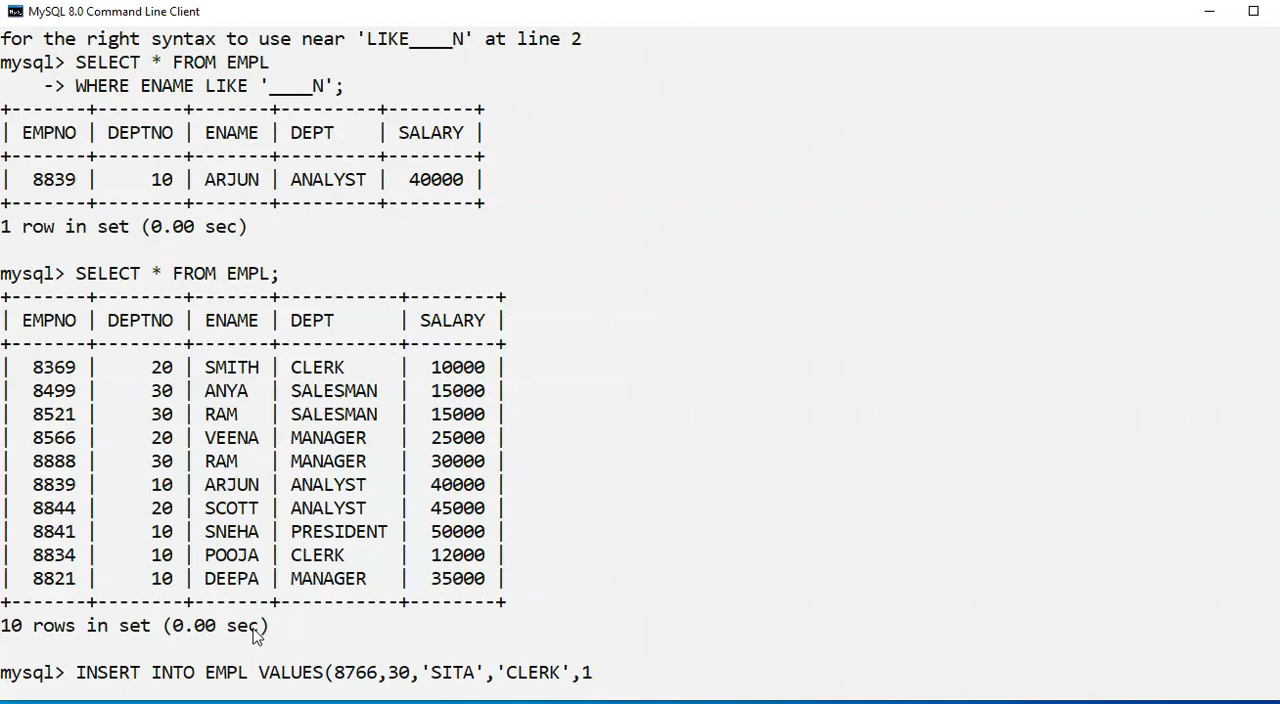 MySQL 8.0 Command Line Client
for the right syntax to use near 'LIKE____N' at line 2
mysql> SELECT * FROM EMPL
    -> WHERE ENAME LIKE '____N';
+-------+--------+-------+---------+--------+
| EMPNO | DEPTNO | ENAME | DEPT    | SALARY |
+-------+--------+-------+---------+--------+
|  8839 |     10 | ARJUN | ANALYST |  40000 |
+-------+--------+-------+---------+--------+
1 row in set (0.00 sec)
mysql> SELECT * FROM EMPL;
+-------+--------+-------+-----------+--------+
| EMPNO | DEPTNO | ENAME | DEPT      | SALARY |
+-------+--------+-------+-----------+--------+
|  8369 |     20 | SMITH | CLERK     |  10000 |
|  8499 |     30 | ANYA  | SALESMAN  |  15000 |
|  8521 |     30 | RAM   | SALESMAN  |  15000 |
|  8566 |     20 | VEENA | MANAGER   |  25000 |
|  8888 |     30 | RAM   | MANAGER   |  30000 |
|  8839 |     10 | ARJUN | ANALYST   |  40000 |
|  8844 |     20 | SCOTT | ANALYST   |  45000 |
|  8841 |     10 | SNEHA | PRESIDENT |  50000 |
|  8834 |     10 | POOJA | CLERK     |  12000 |
|  8821 |     10 | DEEPA | MANAGER   |  35000 |
+-------+--------+-------+-----------+--------+
10 rows in set (0.00 sec)
mysql> INSERT INTO EMPL VALUES(8766,30,'SITA','CLERK',1